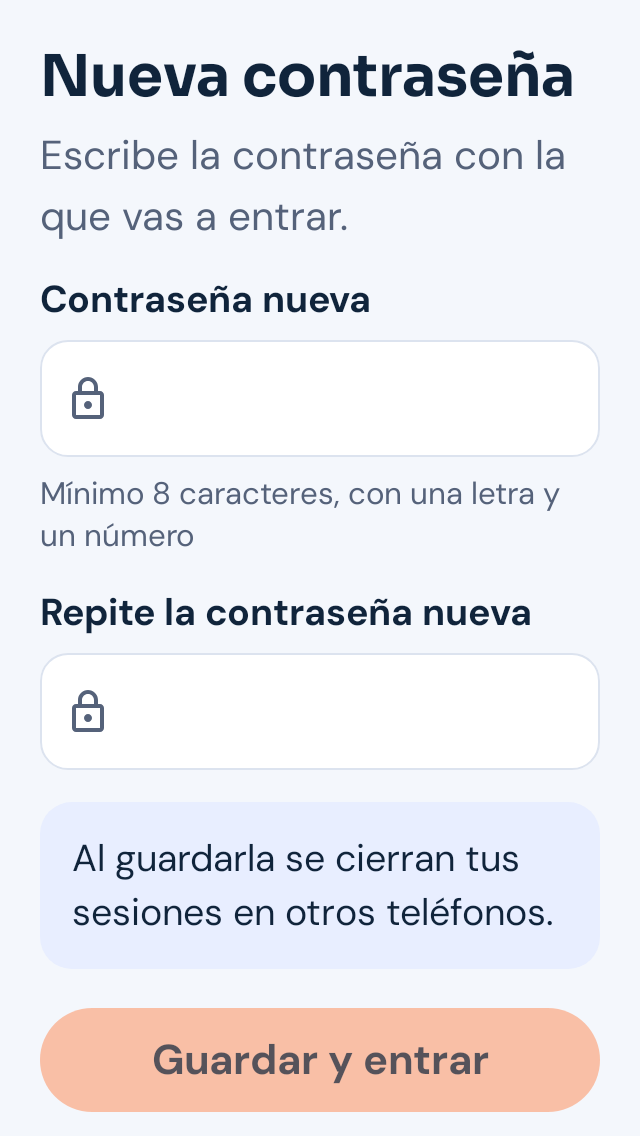 Nueva contraseña
Escribe la contraseña con la
que vas a entrar.
Contraseña nueva
Mínimo 8 caracteres, con una letra y
un número
Repite la contraseña nueva
Al guardarla se cierran tus
sesiones en otros teléfonos.
Guardar y entrar